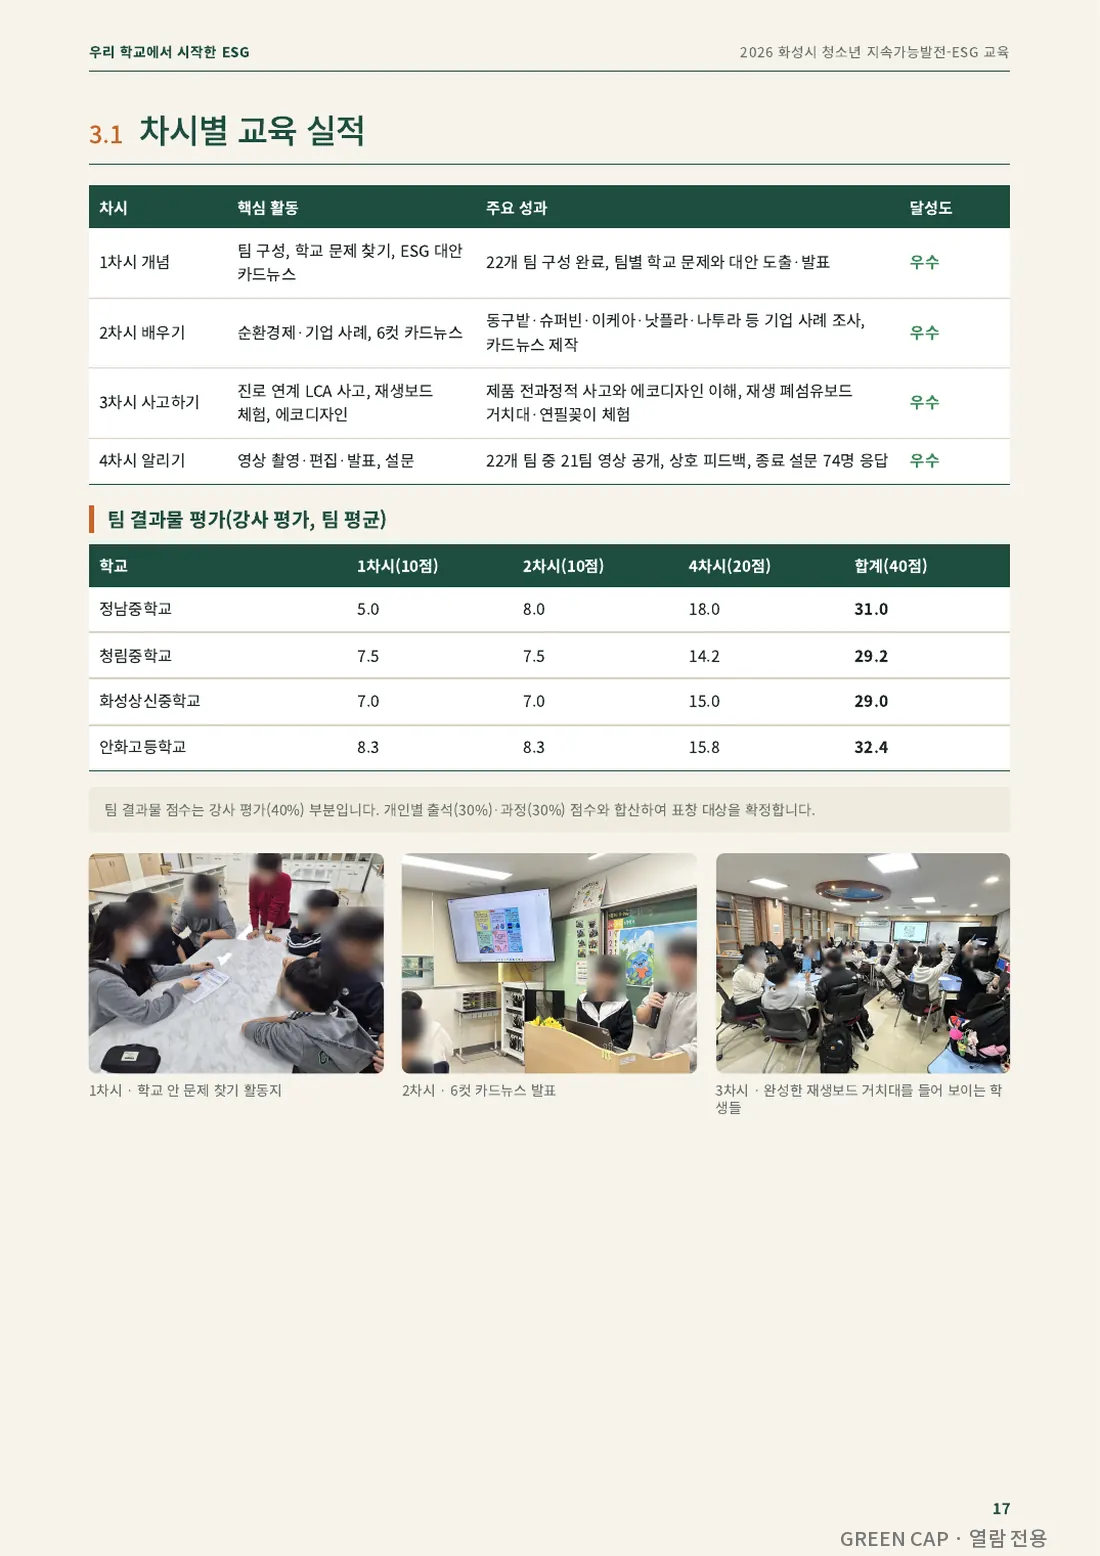 우리 학교에서 시작한 ESG
2026 화성시 청소년 지속가능발전-ESG 교육
3.1 차시별 교육 실적
차시 핵심 활동 주요 성과 달성도
1차시 개념 팀 구성, 학교 문제 찾기, ESG 대안 카드뉴스 22개 팀 구성 완료, 팀별 학교 문제와 대안 도출·발표 우수
2차시 배우기 순환경제·기업 사례, 6컷 카드뉴스 동구밭·슈퍼빈·이케아·낫플라·나투라 등 기업 사례 조사, 카드뉴스 제작 우수
3차시 사고하기 진로 연계 LCA 사고, 재생보드 체험, 에코디자인 제품 전과정적 사고와 에코디자인 이해, 재생 폐섬유보드 거치대·연필꽂이 체험 우수
4차시 알리기 영상 촬영·편집·발표, 설문 22개 팀 중 21팀 영상 공개, 상호 피드백, 종료 설문 74명 응답 우수
팀 결과물 평가(강사 평가, 팀 평균)
학교 1차시(10점) 2차시(10점) 4차시(20점) 합계(40점)
정남중학교 5.0 8.0 18.0 31.0
청림중학교 7.5 7.5 14.2 29.2
화성상신중학교 7.0 7.0 15.0 29.0
안화고등학교 8.3 8.3 15.8 32.4
팀 결과물 점수는 강사 평가(40%) 부분입니다. 개인별 출석(30%)·과정(30%) 점수와 합산하여 표창 대상을 확정합니다.
1차시 · 학교 안 문제 찾기 활동지
2차시 · 6컷 카드뉴스 발표
3차시 · 완성한 재생보드 거치대를 들어 보이는 학
생들
17
GREEN CAP · 열람 전용